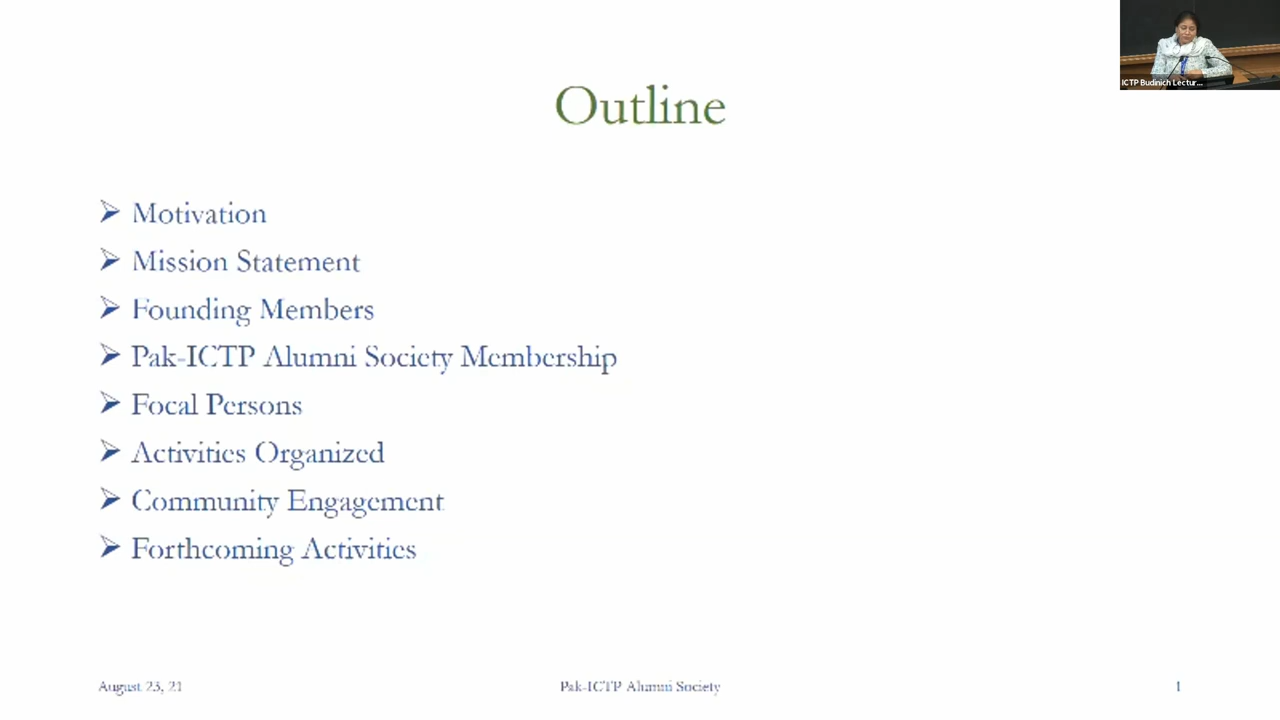 ICTP Budinich Lectur...
Outline
Motivation
Mission Statement
Founding Members
Pak-ICTP Alumni Society Membership
Focal Persons
Activities Organized
Community Engagement
Forthcoming Activities
August 23, 21
Pak-ICTP Alumni Society
1